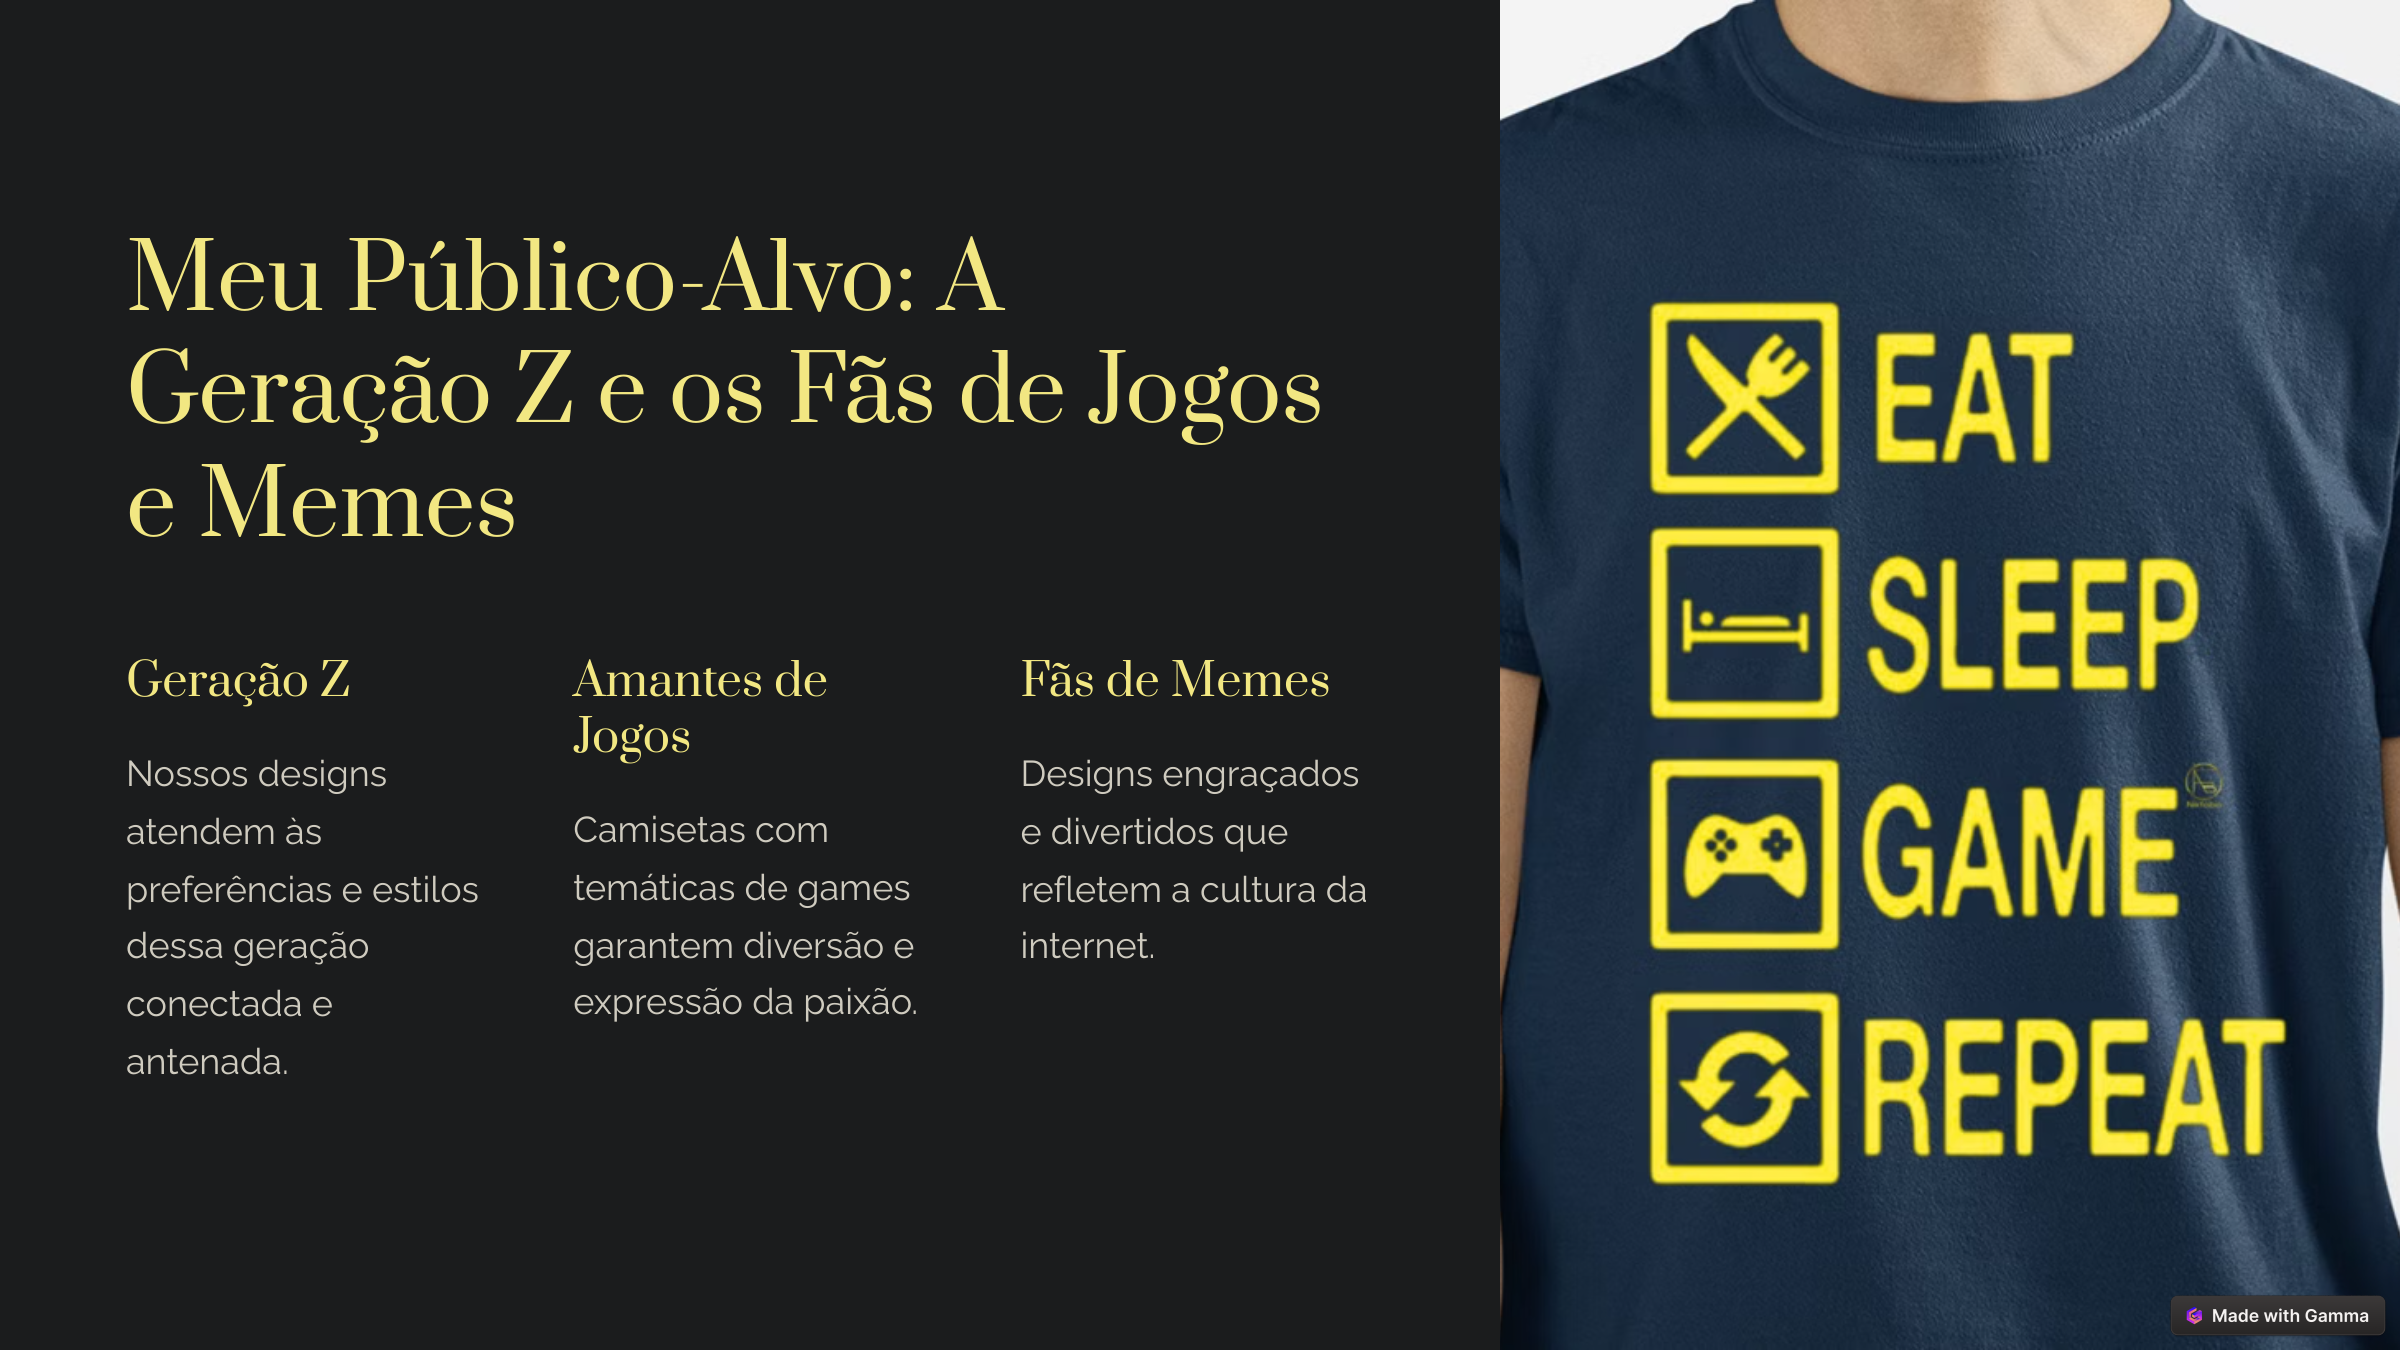 Meu Público-Alvo: A
Geração Z e os Fãs de Jogos
e Memes
Geração Z
Nossos designs
atendem às
preferências e estilos
dessa geração
conectada e
antenada.
Amantes de
Jogos
Camisetas com
temáticas de games
garantem diversão e
expressão da paixão.
Fãs de Memes
Designs engraçados
e divertidos que
refletem a cultura da
internet.
EAT
SLEEP
GAME
REPEAT
Made with Gamma